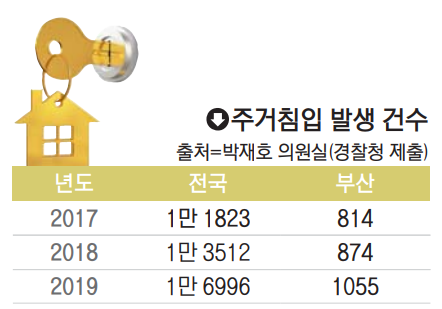 ⬇주거침입 발생 건수
출처=박재호 의원실(경찰청 제출)
년도 전국 부산
2017 1만 1823 814
2018 1만 3512 874
2019 1만 6996 1055